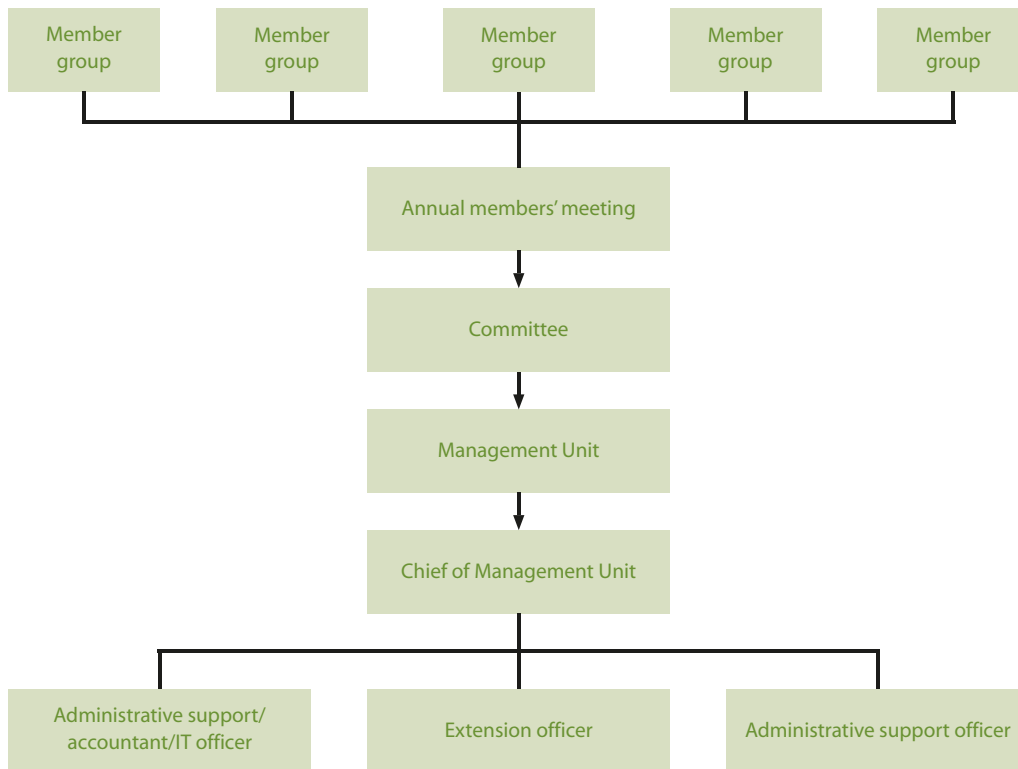 Member
group
Member
group
Member
group
Member
group
Member
group
Annual members’ meeting
Committee
Management Unit
Chief of Management Unit
Administrative support/
accountant/IT officer
Extension officer
Administrative support officer